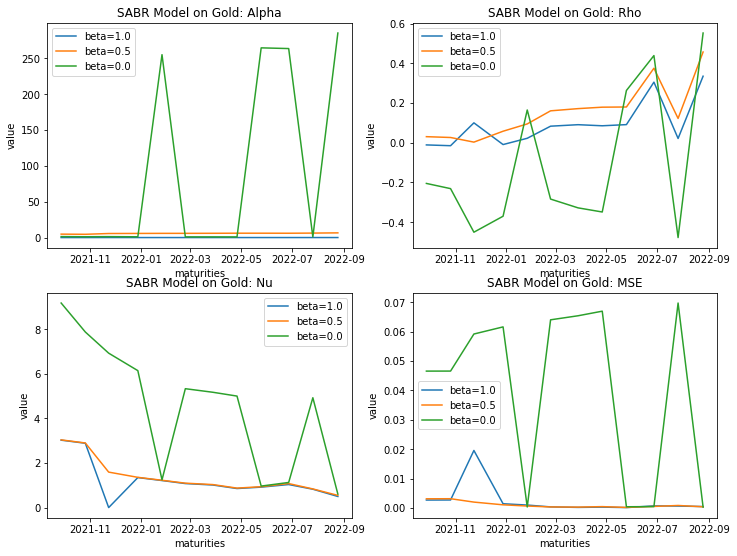 SABR Model on Gold: Alpha
value
250
200
150
100
50
0
beta=1.0
beta=0.5
beta=0.0
2021-11 2022-01 2022-03 2022-05 2022-07 2022-09
maturities
SABR Model on Gold: Rho
value
0.6
0.4
0.2
0.0
−0.2
−0.4
beta=1.0
beta=0.5
beta=0.0
2021-11 2022-01 2022-03 2022-05 2022-07 2022-09
maturities
SABR Model on Gold: Nu
value
8
6
4
2
0
beta=1.0
beta=0.5
beta=0.0
2021-11 2022-01 2022-03 2022-05 2022-07 2022-09
maturities
SABR Model on Gold: MSE
value
0.07
0.06
0.05
0.04
0.03
0.02
0.01
0.00
beta=1.0
beta=0.5
beta=0.0
2021-11 2022-01 2022-03 2022-05 2022-07 2022-09
maturities